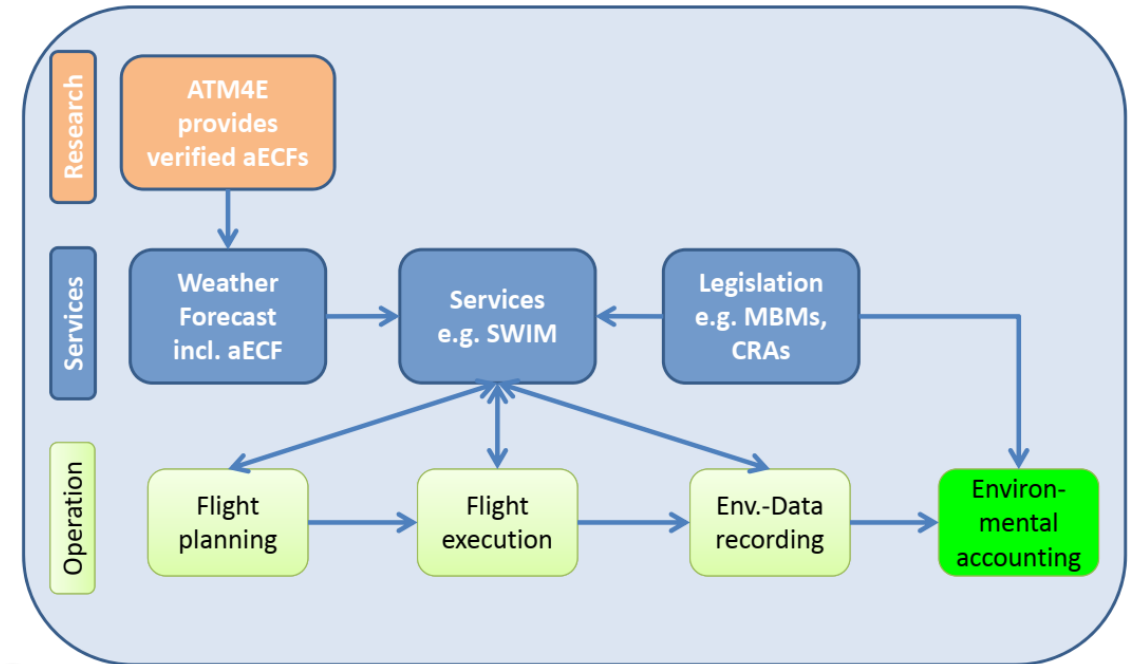 Research
ATM4E
provides
verified aECFs
Services
Weather
Forecast
incl. aECF
Services
e.g. SWIM
Legislation
e.g. MBMs,
CRAs
Operation
Flight
planning
Flight
execution
Env.-Data
recording
Environ-
mental
accounting